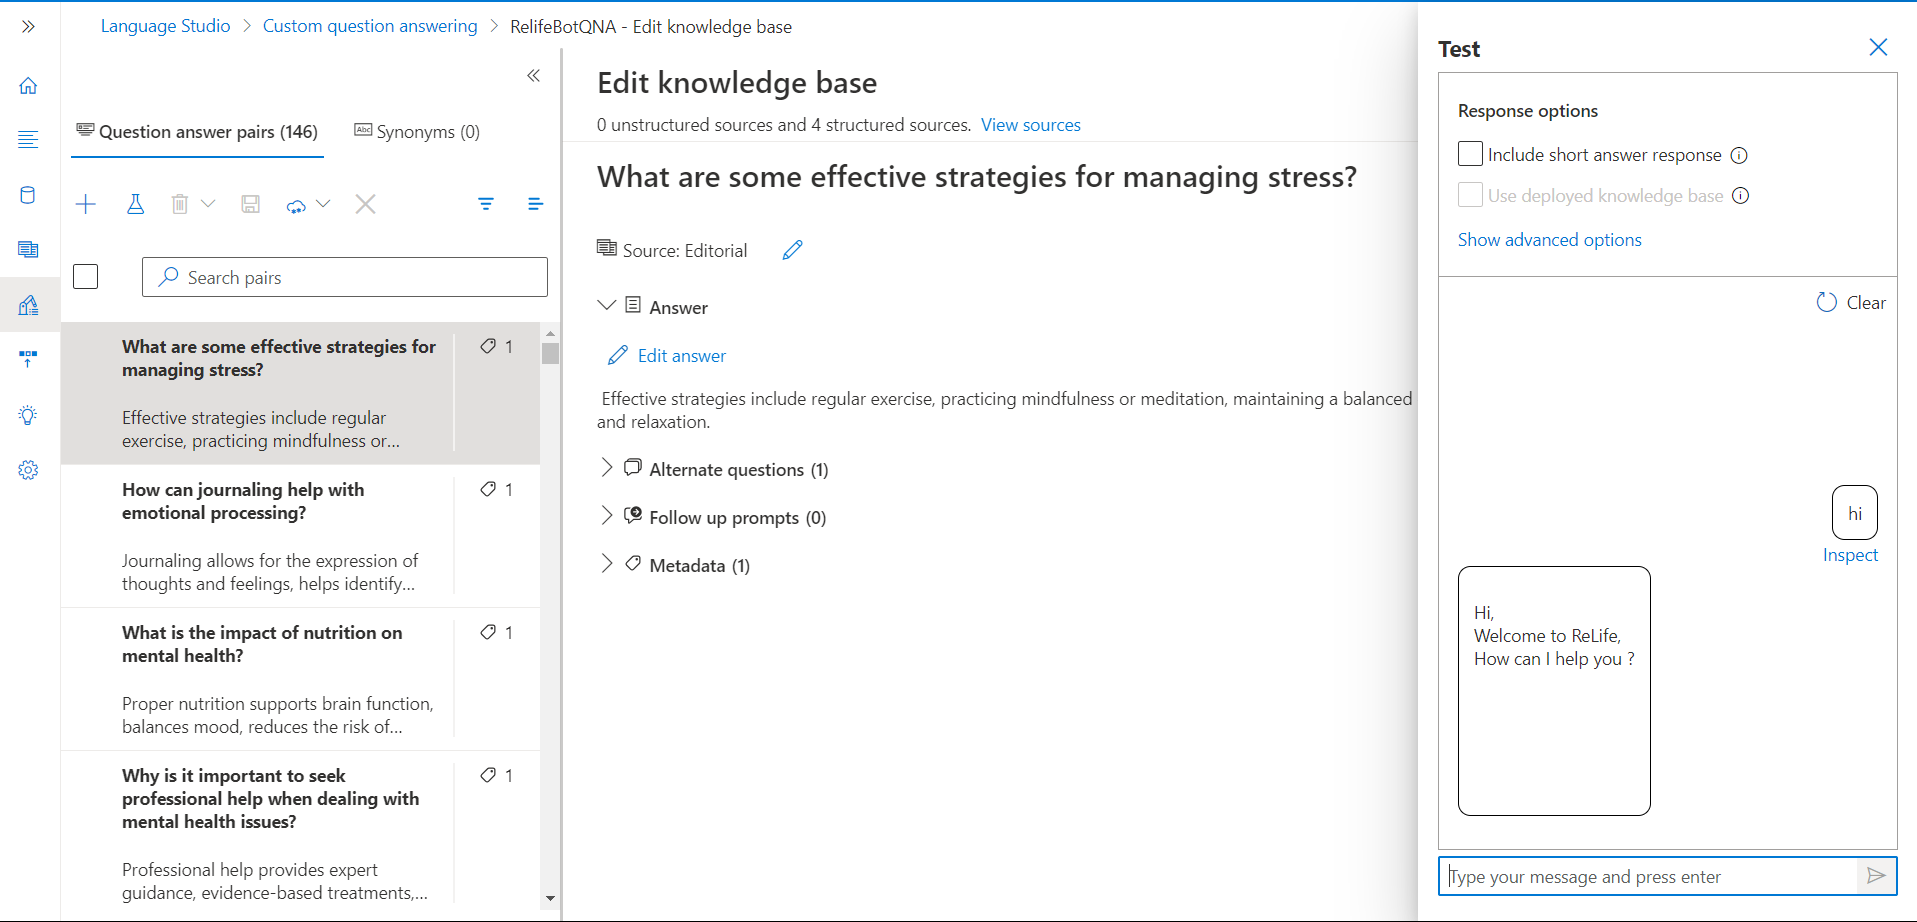 Language Studio > Custom question answering > RelifeBotQNA - Edit knowledge base
Question answer pairs (146)
Abc Synonyms (0)
Search pairs
What are some effective strategies for
managing stress?
1
Effective strategies include regular
exercise, practicing mindfulness or...
How can journaling help with
emotional processing?
1
Journaling allows for the expression of
thoughts and feelings, helps identify...
What is the impact of nutrition on
mental health?
1
Proper nutrition supports brain function,
balances mood, reduces the risk of...
Why is it important to seek
professional help when dealing with
mental health issues?
1
Professional help provides expert
guidance, evidence-based treatments,...
Edit knowledge base
0 unstructured sources and 4 structured sources. View sources
What are some effective strategies for managing stress?
Source: Editorial
Answer
Edit answer
Effective strategies include regular exercise, practicing mindfulness or meditation, maintaining a balanced
and relaxation.
Alternate questions (1)
Follow up prompts (0)
Metadata (1)
Test
Response options
Include short answer response
Use deployed knowledge base
Show advanced options
Clear
hi
Inspect
Hi,
Welcome to ReLife,
How can I help you ?
Type your message and press enter